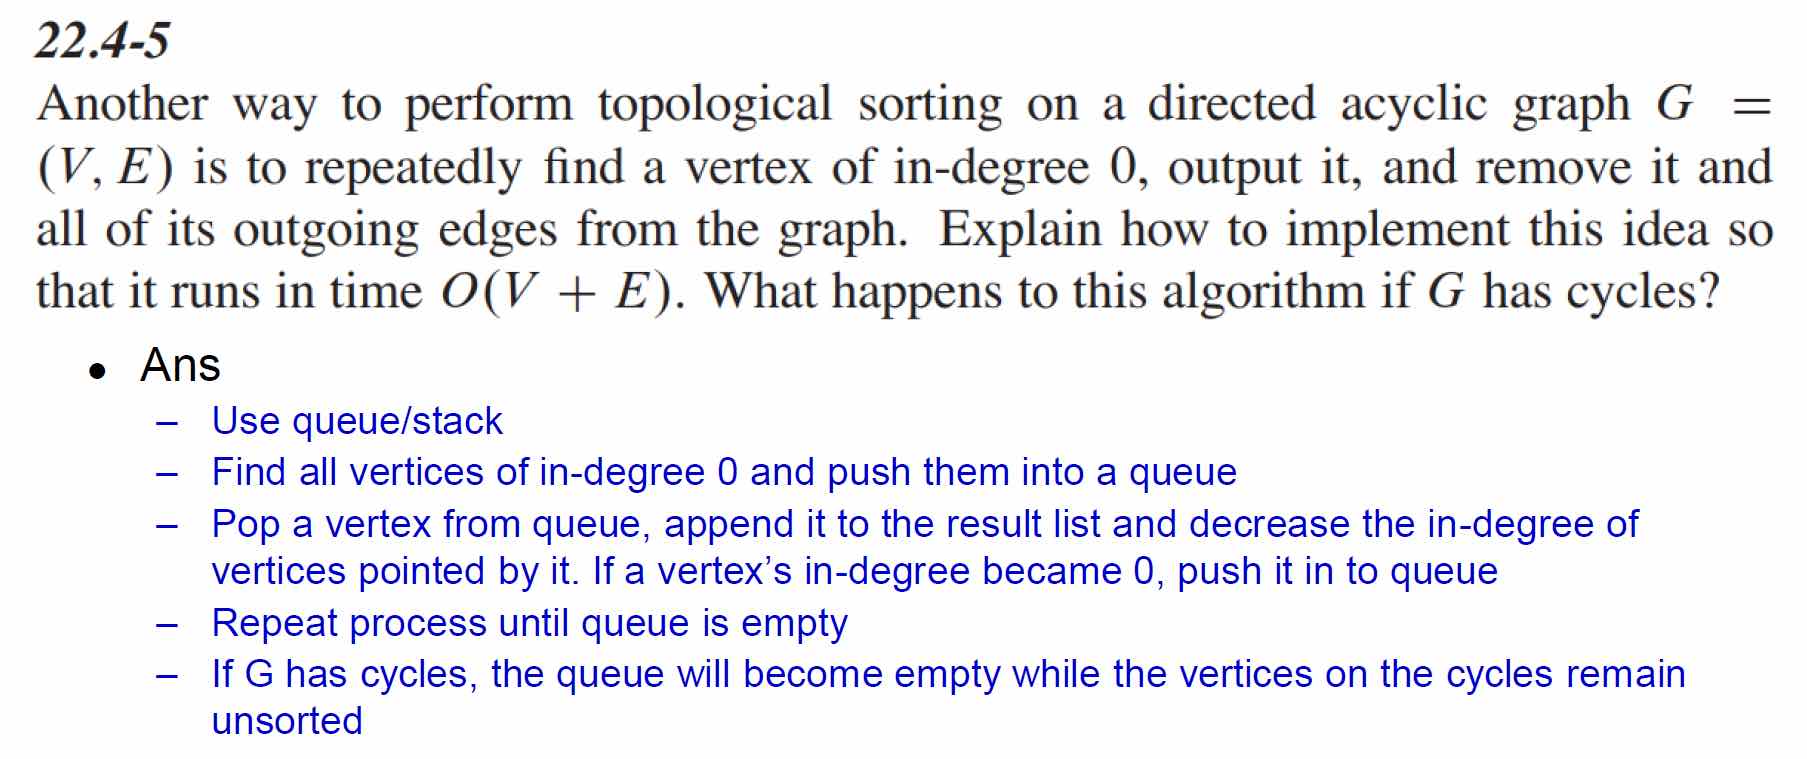 22.4-5
Another way to perform topological sorting on a directed acyclic graph G =
(V, E) is to repeatedly find a vertex of in-degree 0, output it, and remove it and
all of its outgoing edges from the graph. Explain how to implement this idea so
that it runs in time O(V + E). What happens to this algorithm if G has cycles?
• Ans
– Use queue/stack
– Find all vertices of in-degree 0 and push them into a queue
– Pop a vertex from queue, append it to the result list and decrease the in-degree of
vertices pointed by it. If a vertex’s in-degree became 0, push it in to queue
– Repeat process until queue is empty
– If G has cycles, the queue will become empty while the vertices on the cycles remain
unsorted